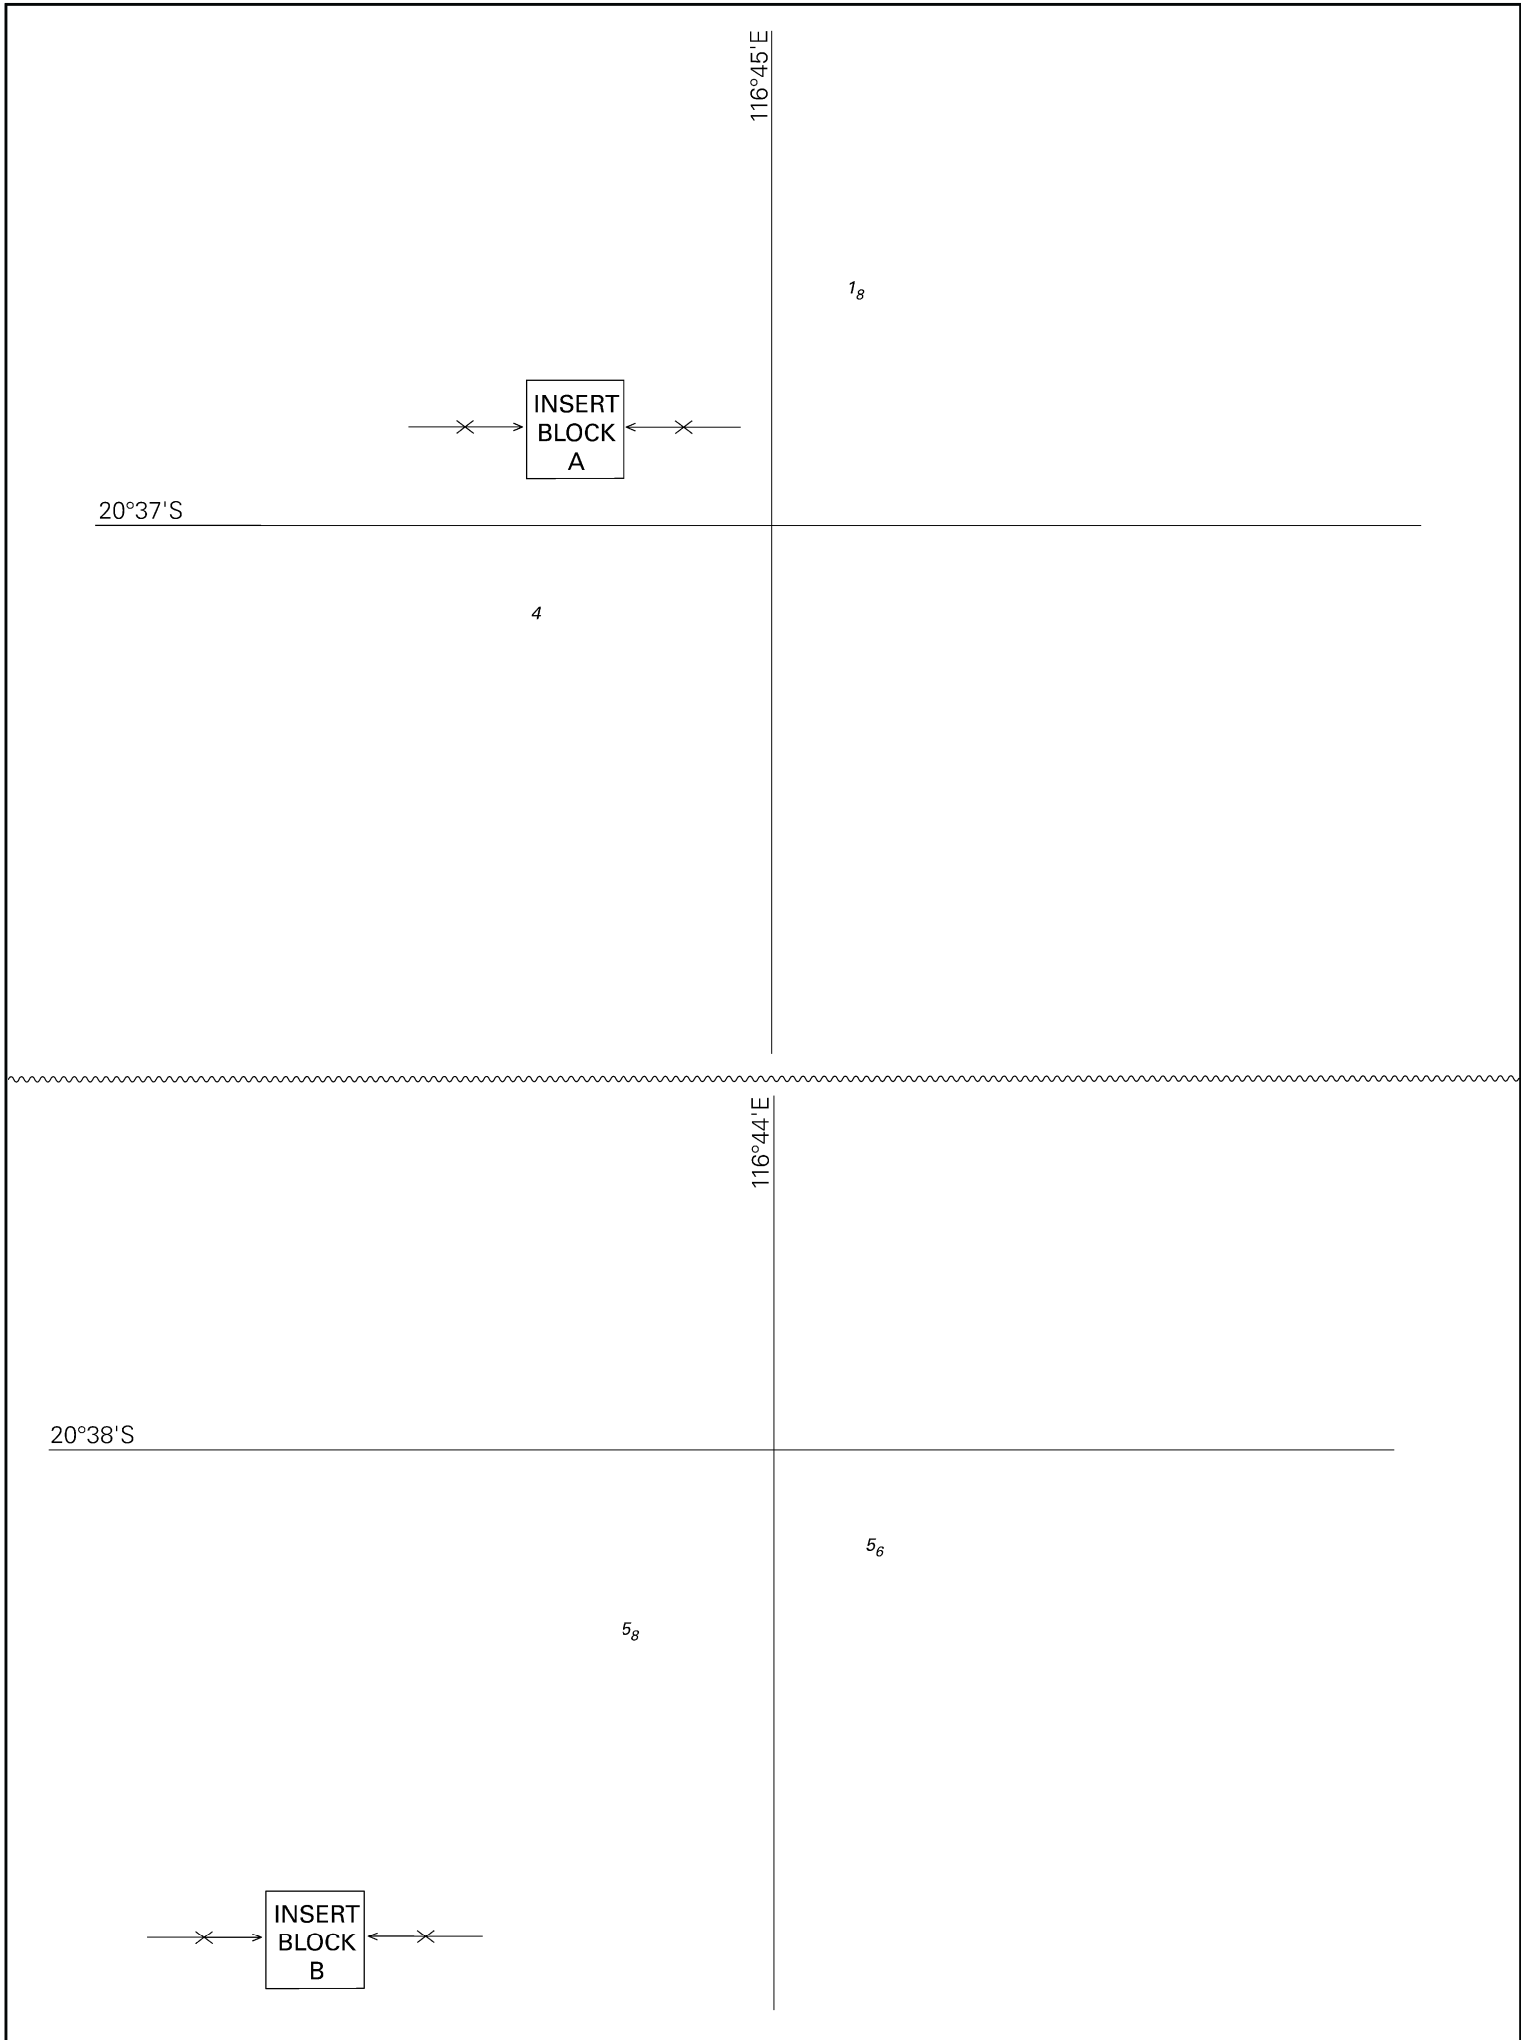 116°45'E
1₈
INSERT
BLOCK
A
20°37'S
4
116°44'E
20°38'S
5₆
5₈
INSERT
BLOCK
B